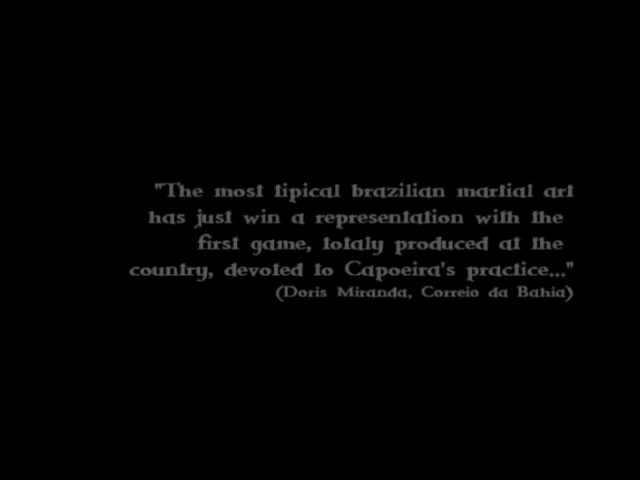 "The most tipical brazilian martial art
has just win a representation with the
first game, totaly produced at the
country, devoted to Capoeira's practice..."
(Doris Miranda, Correio da Bahia)